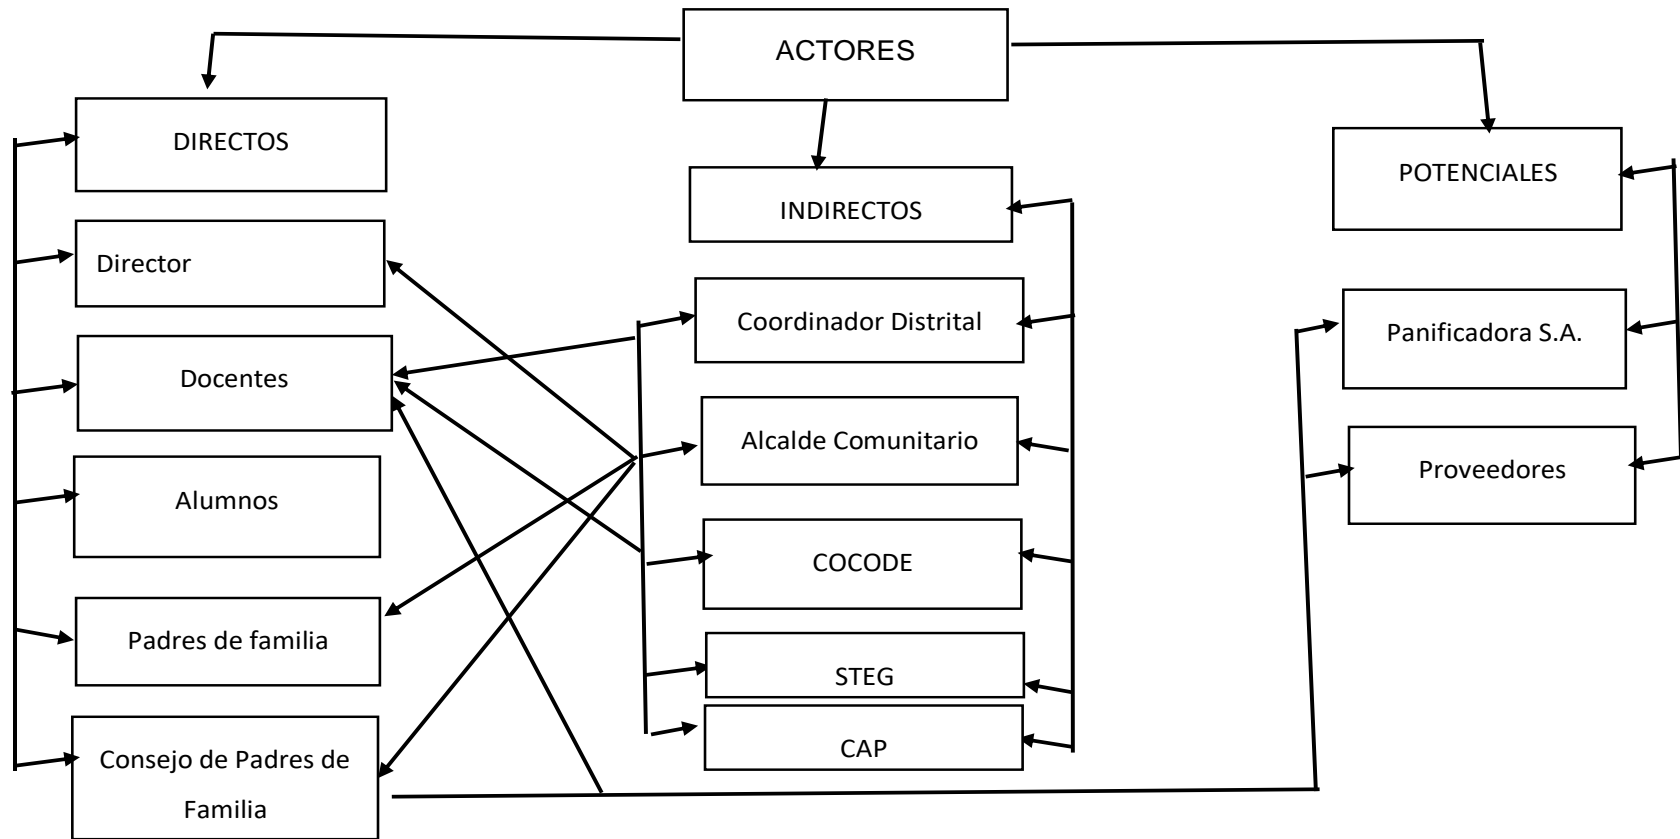 ACTORES
DIRECTOS
Director
Docentes
Alumnos
Padres de familia
Consejo de Padres de
Familia
INDIRECTOS
Coordinador Distrital
Alcalde Comunitario
COCODE
STEG
CAP
POTENCIALES
Panificadora S.A.
Proveedores